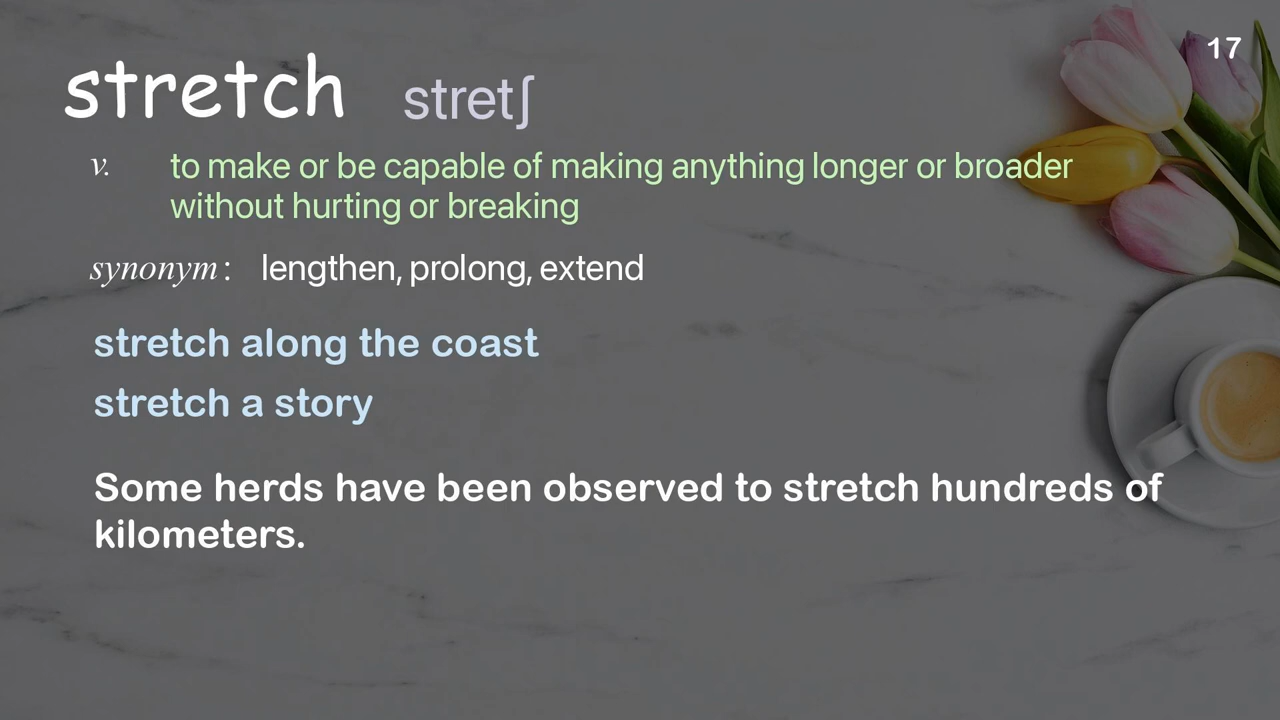 17
stretch stretʃ
v. to make or be capable of making anything longer or broader
without hurting or breaking
synonym: lengthen, prolong, extend
stretch along the coast
stretch a story
Some herds have been observed to stretch hundreds of
kilometers.